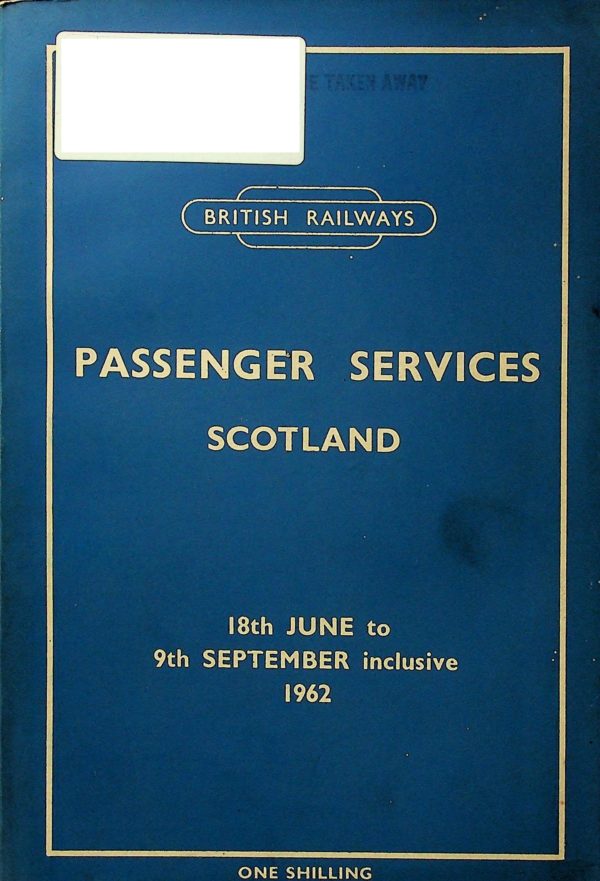 TAKEN AWAY
BRITISH RAILWAYS
PASSENGER SERVICES
SCOTLAND
18th JUNE to
9th SEPTEMBER inclusive
1962
ONE SHILLING